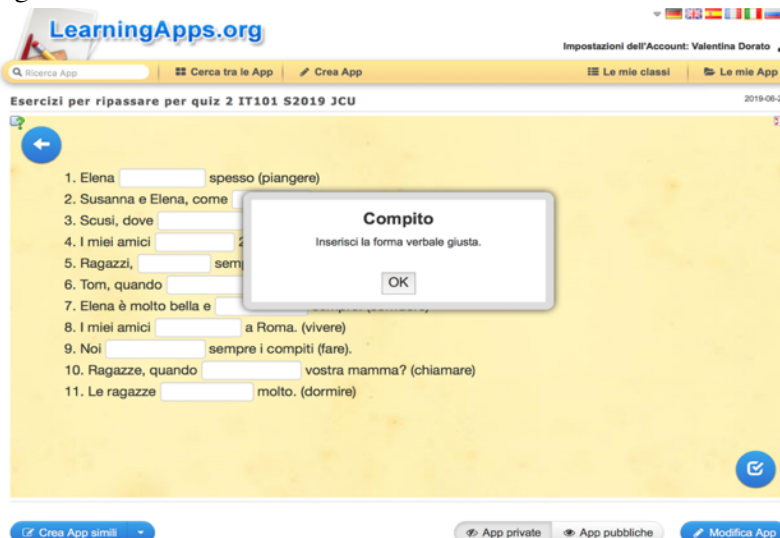 LearningApps.org
Impostazioni dell'Account: Valentina Dorato
Ricerca App
Cerca tra le App
Crea App
Le mie classi
Le mie App
Esercizi per ripassare per quiz 2 IT101 S2019 JCU
2019-06-2
1. Elena spesso (piangere)
2. Susanna e Elena, come
3. Scusi, dove
4. I miei amici 2
5. Ragazzi, sem
6. Tom, quando
7. Elena è molto bella e
8. I miei amici a Roma. (vivere)
9. Noi sempre i compiti (fare).
10. Ragazze, quando vostra mamma? (chiamare)
11. Le ragazze molto. (dormire)
Compito
Inserisci la forma verbale giusta.
OK
Crea App simili
App private
App pubbliche
Modifica App